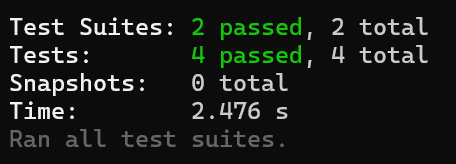 Test Suites: 2 passed, 2 total
Tests:       4 passed, 4 total
Snapshots:   0 total
Time:        2.476 s
Ran all test suites.